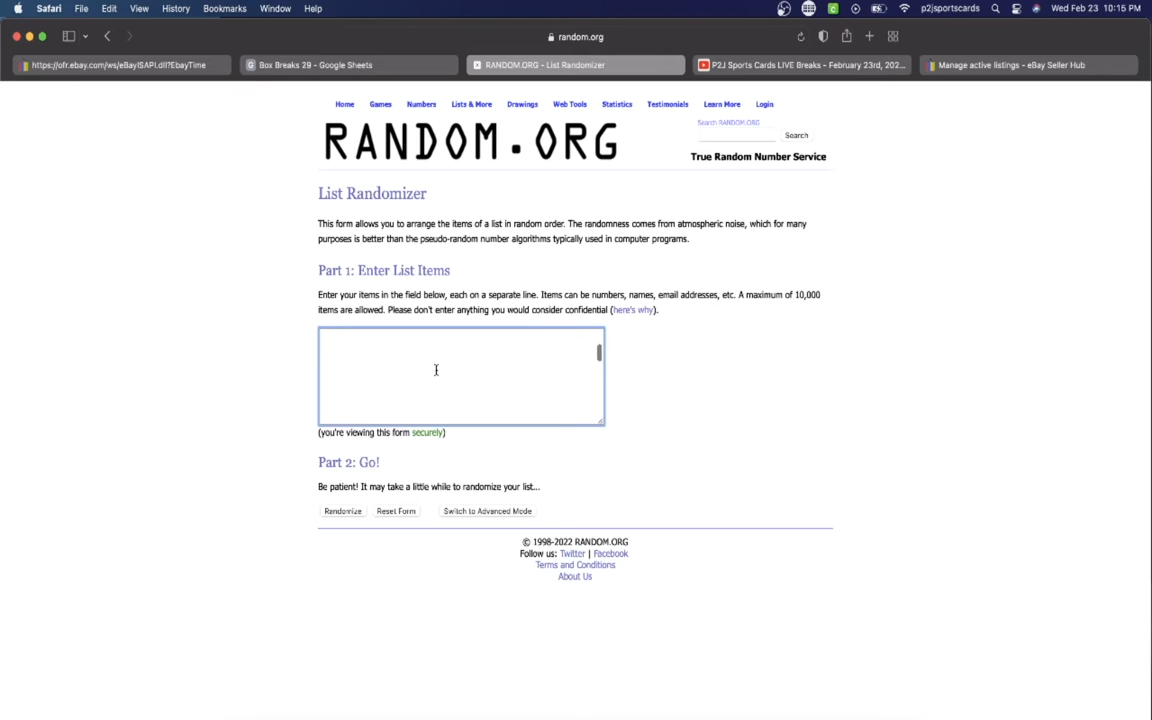 Safari File Edit View History Bookmarks Window Help p2jsportscards Wed Feb 23 10:15 PM
random.org
https://ofr.ebay.com/ws/eBayISAPI.dll?EbayTime Box Breaks 29 - Google Sheets RANDOM.ORG - List Randomizer P2J Sports Cards LIVE Breaks - February 23rd, 202... Manage active listings - eBay Seller Hub
Home Games Numbers Lists & More Drawings Web Tools Statistics Testimonials Learn More Login
Search RANDOM.ORG
RANDOM.ORG
Search
True Random Number Service
List Randomizer
This form allows you to arrange the items of a list in random order. The randomness comes from atmospheric noise, which for many
purposes is better than the pseudo-random number algorithms typically used in computer programs.
Part 1: Enter List Items
Enter your items in the field below, each on a separate line. Items can be numbers, names, email addresses, etc. A maximum of 10,000
items are allowed. Please don't enter anything you would consider confidential (here's why).
(you're viewing this form securely)
Part 2: Go!
Be patient! It may take a little while to randomize your list...
Randomize Reset Form Switch to Advanced Mode
© 1998-2022 RANDOM.ORG
Follow us: Twitter | Facebook
Terms and Conditions
About Us